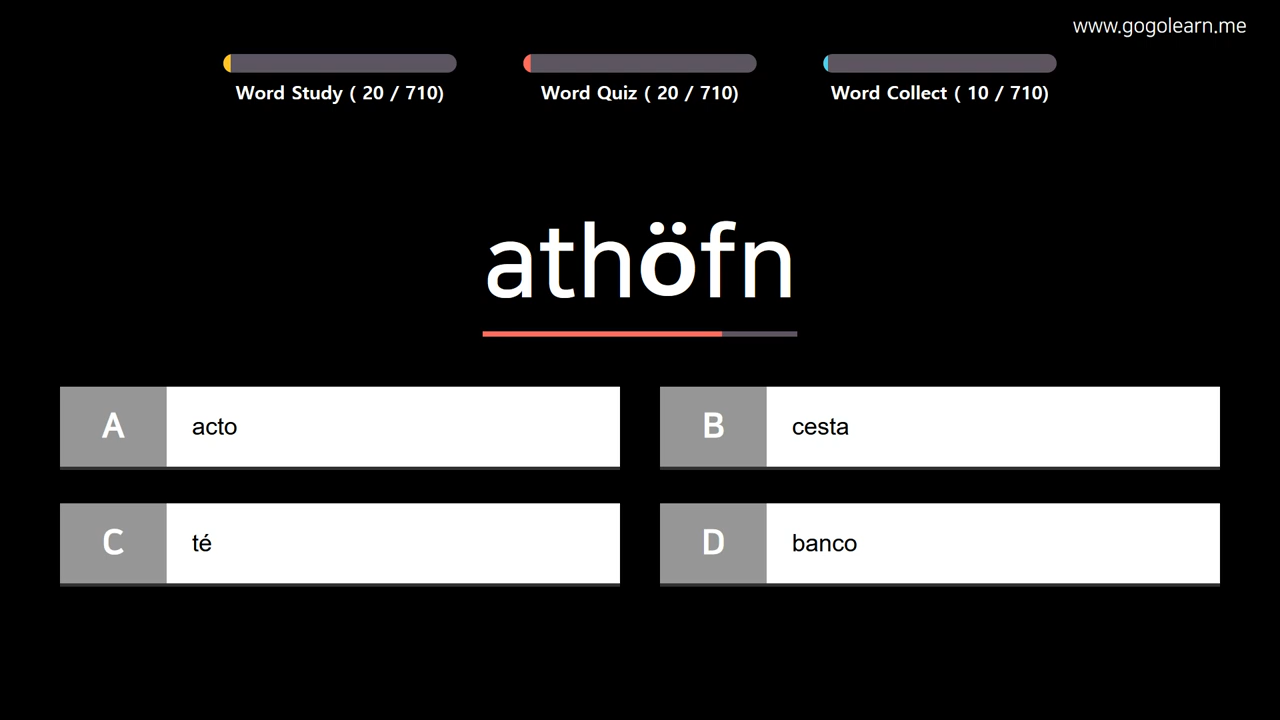 www.gogolearn.me
Word Study ( 20 / 710)
Word Quiz ( 20 / 710)
Word Collect ( 10 / 710)
athöfn
A acto
B cesta
C té
D banco